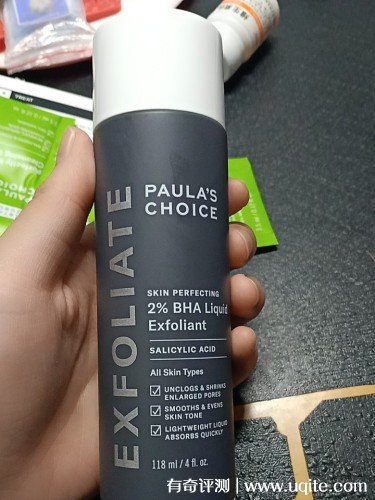 EXFOLIATE
PAULA'S
CHOICE
SKIN PERFECTING
2% BHA Liquid
Exfoliant
SALICYLIC ACID
All Skin Types
UNCLOGS & SHRINKS
ENLARGED PORES
SMOOTHS & EVENS
SKIN TONE
LIGHTWEIGHT LIQUID
ABSORBS QUICKLY
118 ml / 4 fl. oz.
有奇评测 | www.uqite.com